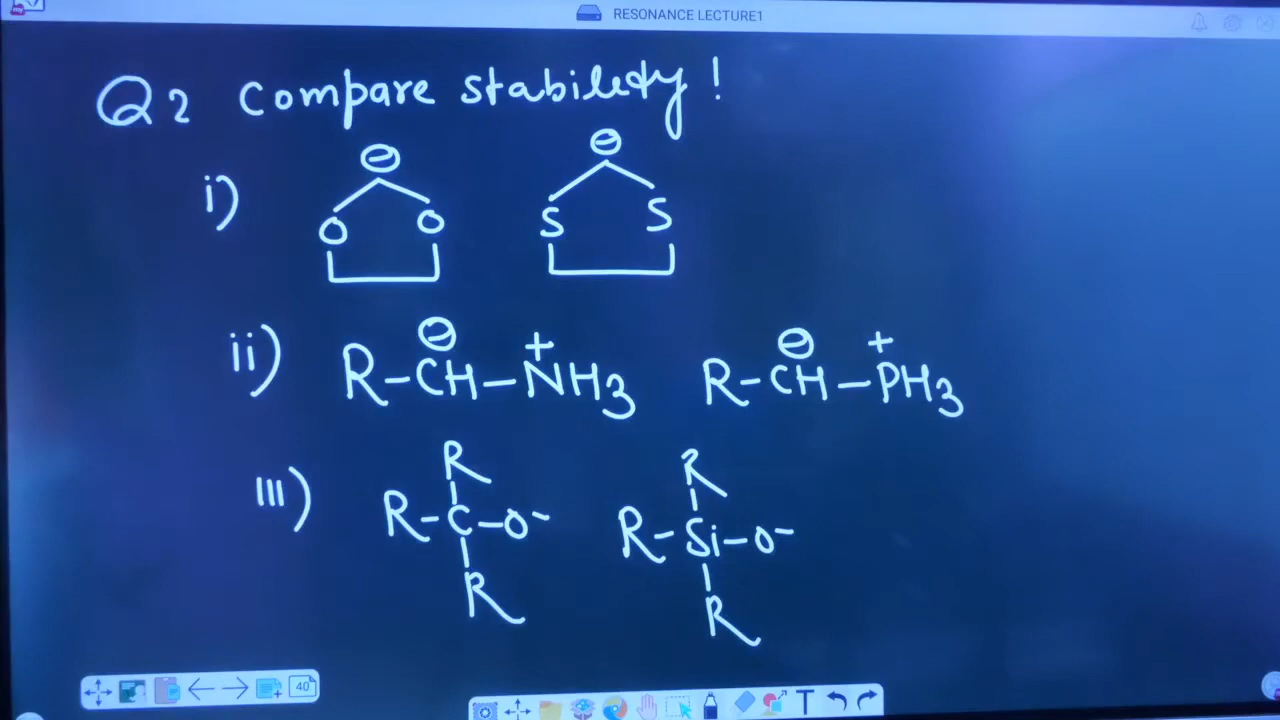 RESONANCE LECTURE1
Q2 Compare stability!
i) ⊖ O O ⊖ S S
ii) R-CH⊖-N⁺H3 R-CH⊖-P⁺H3
R R
III) R-C-O⁻ R-Si-O⁻
R R
40
T